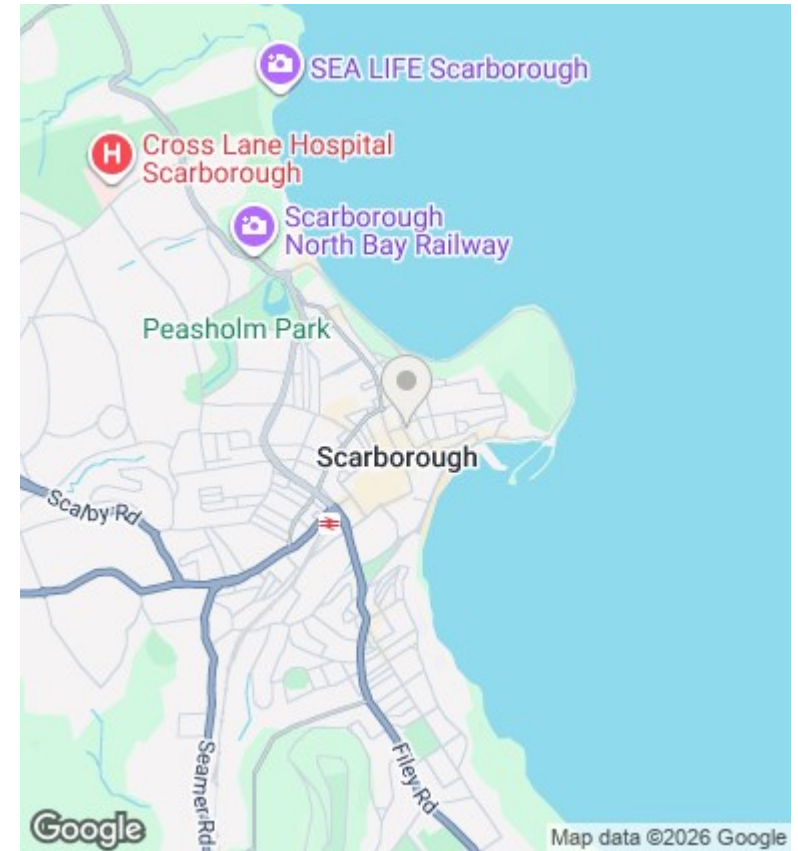 SEA LIFE Scarborough
H
Cross Lane Hospital
Scarborough
Scarborough
North Bay Railway
Peasholm Park
Scarborough
Scalby Rd
Seamer Rd
Filey Rd
Google
Map data ©2026 Google